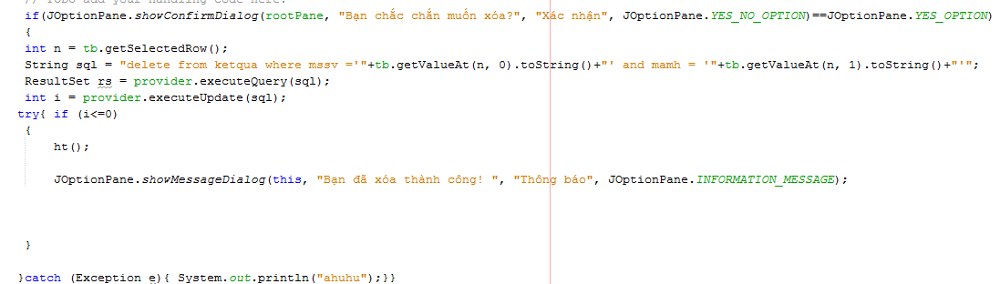 // TODO add your handling code here:
if(JOptionPane.showConfirmDialog(rootPane, "Bạn chắc chắn muốn xóa?", "Xác nhận", JOptionPane.YES_NO_OPTION)==JOptionPane.YES_OPTION)
{
int n = tb.getSelectedRow();
String sql = "delete from ketqua where mssv ='"+tb.getValueAt(n, 0).toString()+"' and mamh = '"+tb.getValueAt(n, 1).toString()+"'";
ResultSet rs = provider.executeQuery(sql);
int i = provider.executeUpdate(sql);
try{ if (i<=0)
{
ht();
JOptionPane.showMessageDialog(this, "Bạn đã xóa thành công! ", "Thông báo", JOptionPane.INFORMATION_MESSAGE);
}
}catch (Exception e){ System.out.println("ahuhu");}}